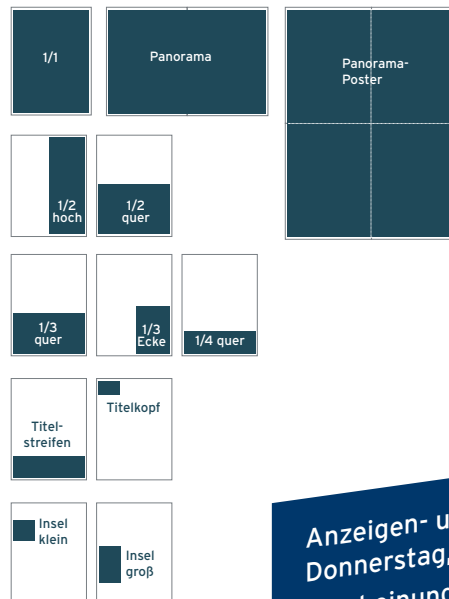 1/1
Panorama
Panorama-
Poster
1/2
hoch
1/2
quer
1/3
quer
1/3
Ecke
1/4 quer
Titel-
streifen
Titelkopf
Insel
klein
Insel
groß
Anzeigen-
Donnerstag,